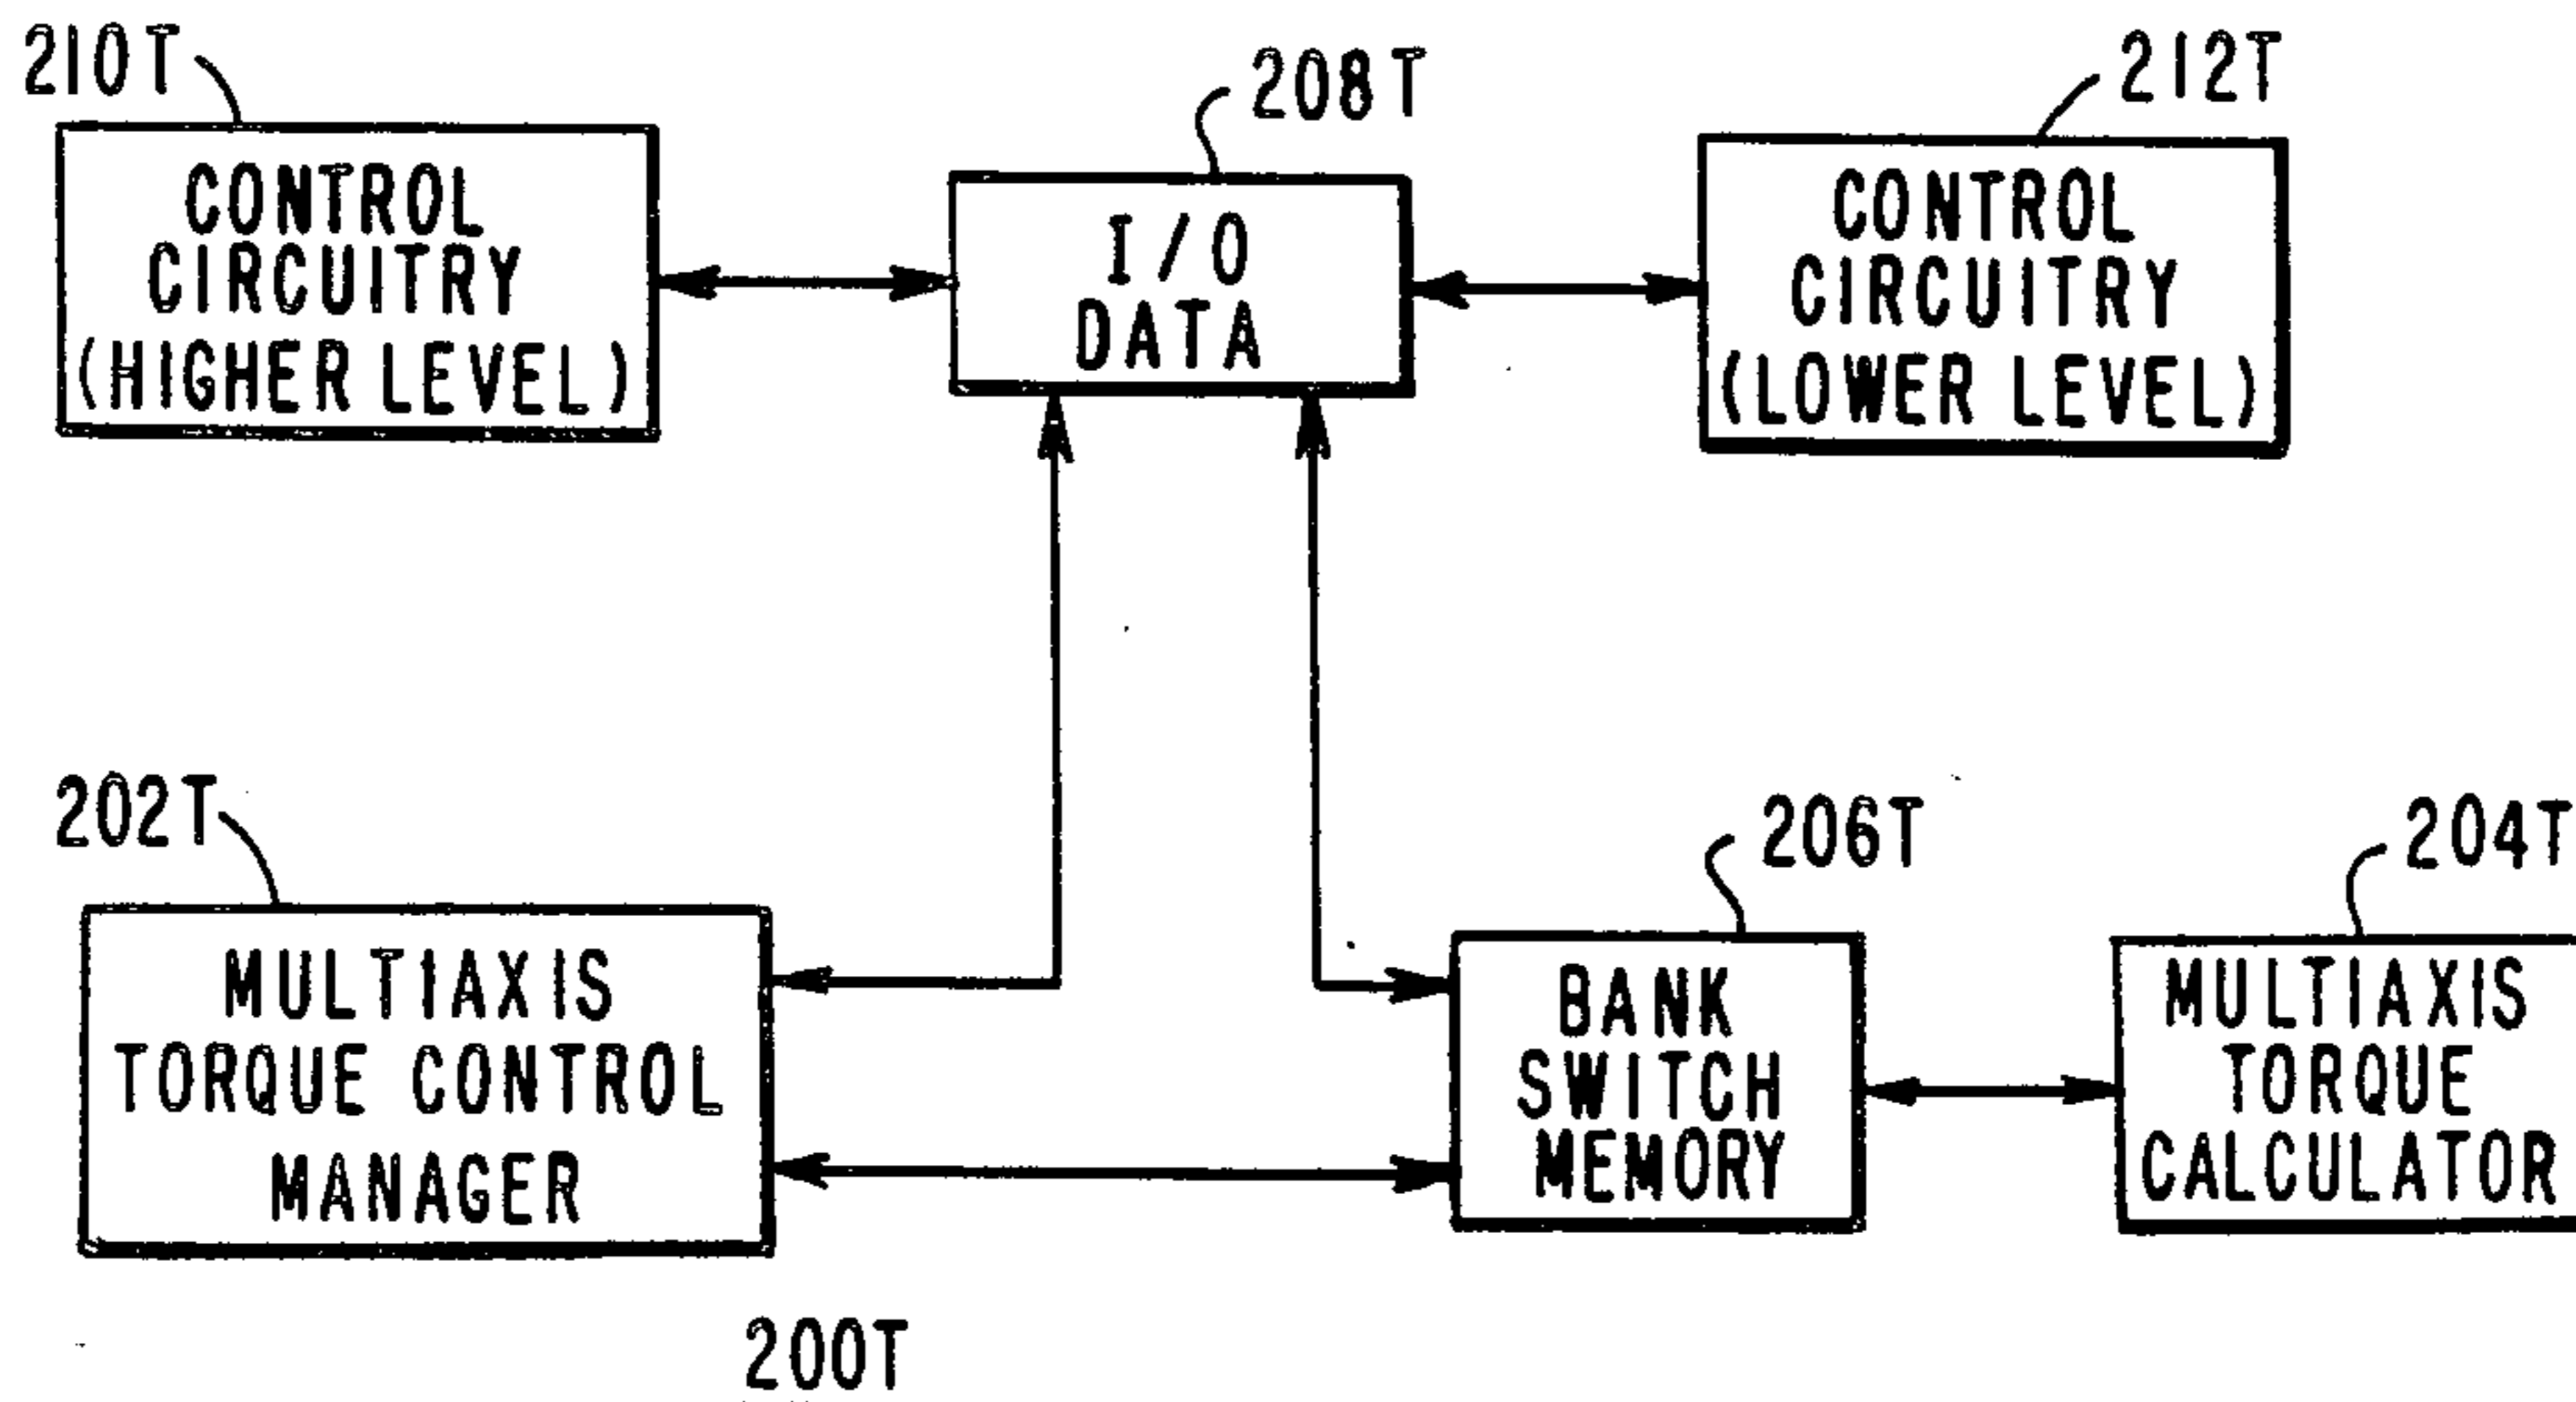 210T
CONTROL
CIRCUITRY
(HIGHER LEVEL)
208T
I/O
DATA
212T
CONTROL
CIRCUITRY
(LOWER LEVEL)
202T
MULTIAXIS
TORQUE CONTROL
MANAGER
206T
BANK
SWITCH
MEMORY
204T
MULTIAXIS
TORQUE
CALCULATOR
200T